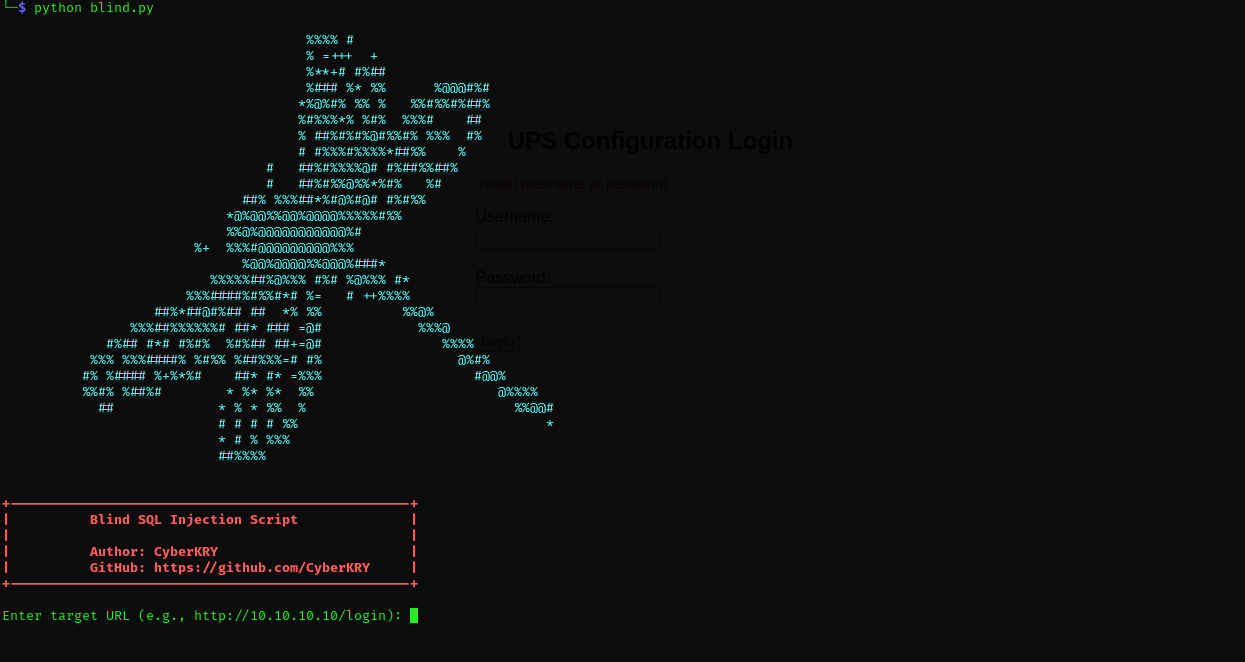 └─$ python blind.py
%%%% #
% =+++  +
%**+# #%##
%### %* %%      %@@@#%#
*%@%#% %% %   %%#%%#%##%
%#%%%*% %#%  %%%#    ##
% ##%#%#%@#%%#% %%%  #%
# #%%%#%%%%*##%%    %
UPS Configuration Login
#   ##%#%%%%@# #%##%%##%
#   ##%#%%@%%*%#%   %#
Invalid username or password
##% %%%##*%#@%#@# #%#%%
*@%@@%%@@%@@@@%%%%%#%%
Username:
%%@%@@@@@@@@@@@%#
%+  %%%#@@@@@@@@@%%%
%@@%@@@@%%@@@%###*
%%%%%##%@%%% #%# %@%%% #*
Password:
%%%####%#%%#*# %=   # ++%%%%
##%*##@#%## ##  *% %%          %%@%
%%%##%%%%%%# ##* ### =@#            %%%@
#%## #*# #%#%  %#%## ##+=@#               %%%%
Login
%%% %%%####% %#%% %##%%%=# #%                 @%#%
#% %#### %+%*%#    ##* #* =%%%                   #@@%
%%#% %##%#        * %* %*  %%                       @%%%%
##             * % * %%  %                          %%@@#
# # # # %%                               *
* # % %%%
##%%%%
Blind SQL Injection Script
Author: CyberKRY
GitHub: https://github.com/CyberKRY
Enter target URL (e.g., http://10.10.10.10/login):